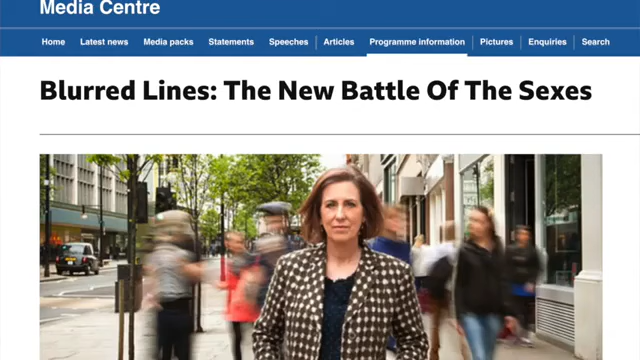 Media Centre
Home Latest news Media packs Statements Speeches Articles Programme information Pictures Enquiries Search
Blurred Lines: The New Battle Of The Sexes